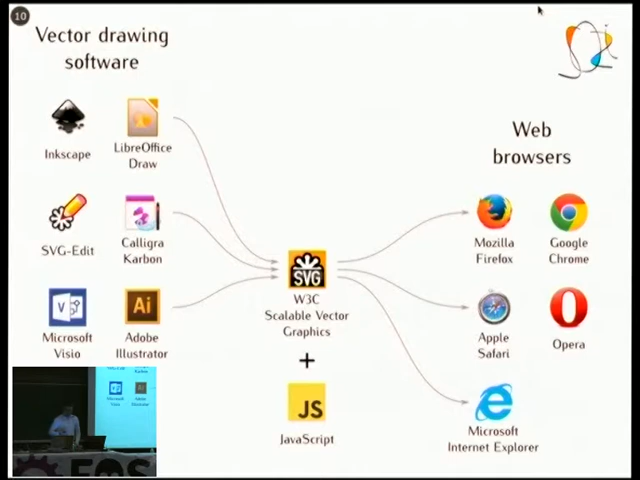 10
Vector drawing
software
Inkscape
LibreOffice
Draw
SVG-Edit
Calligra
Karbon
Microsoft
Visio
Ai
Adobe
Illustrator
SVG
W3C
Scalable Vector
Graphics
+
JS
JavaScript
Web
browsers
Mozilla
Firefox
Google
Chrome
Apple
Safari
Opera
Microsoft
Internet Explorer